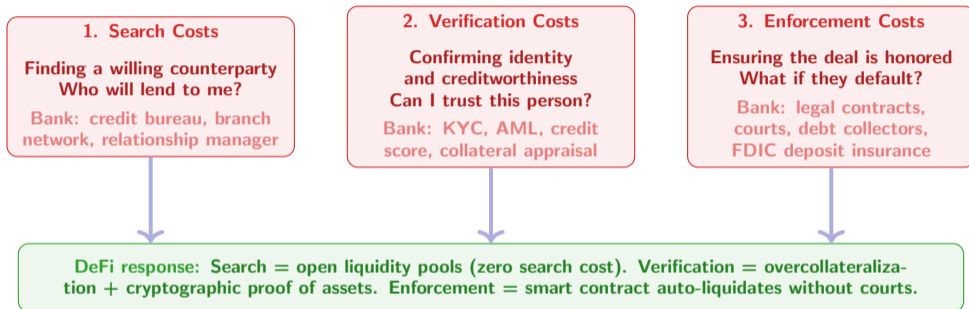 1. Search Costs
Finding a willing counterparty
Who will lend to me?
Bank: credit bureau, branch
network, relationship manager
2. Verification Costs
Confirming identity
and creditworthiness
Can I trust this person?
Bank: KYC, AML, credit
score, collateral appraisal
3. Enforcement Costs
Ensuring the deal is honored
What if they default?
Bank: legal contracts,
courts, debt collectors,
FDIC deposit insurance
DeFi response: Search = open liquidity pools (zero search cost). Verification = overcollateraliza-
tion + cryptographic proof of assets. Enforcement = smart contract auto-liquidates without courts.